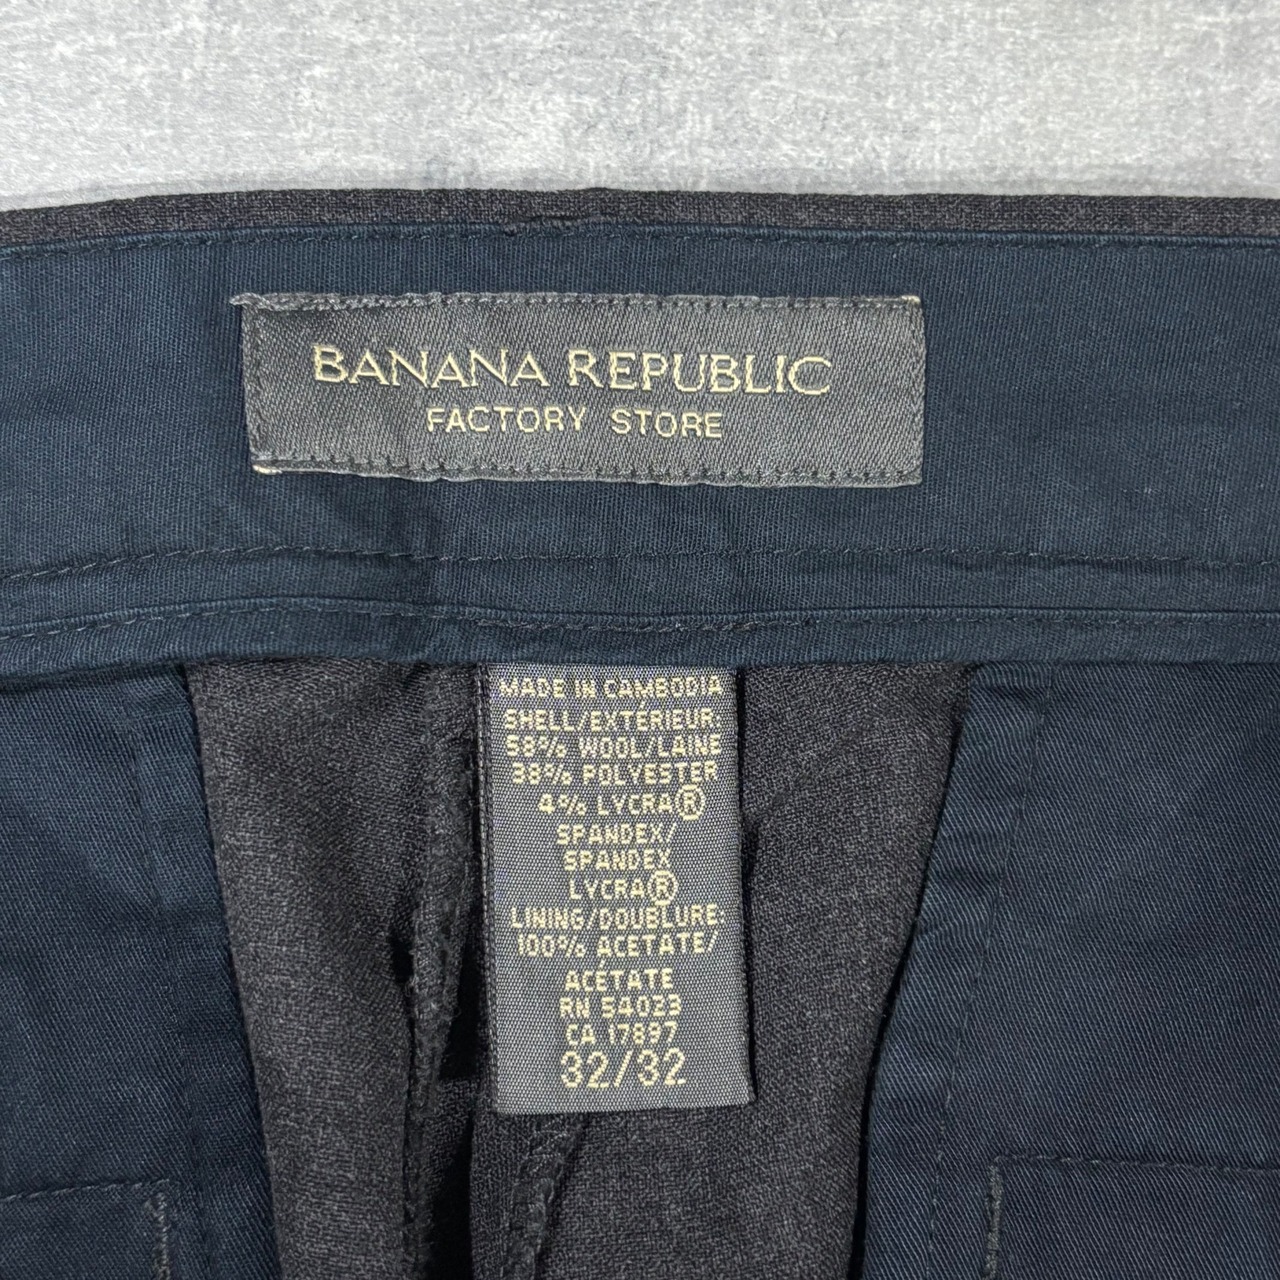 BANANA REPUBLIC
FACTORY STORE
MADE IN CAMBODIA
SHELL/EXTÉRIEUR:
58% WOOL/LAINE
38% POLYESTER
4% LYCRA®
SPANDEX/
SPANDEX
LYCRA®
LINING/DOUBLURE:
100% ACETATE/
ACÉTATE
RN 54023
CA 17897
32/32